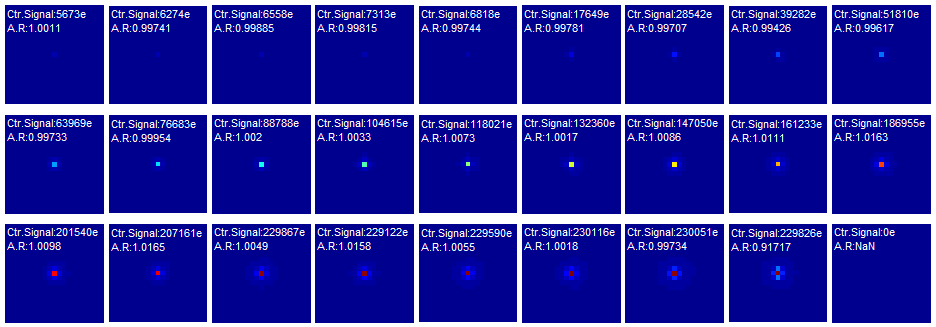 Ctr.Signal:5673e
A.R:1.0011
Ctr.Signal:6274e
A.R:0.99741
Ctr.Signal:6558e
A.R:0.99885
Ctr.Signal:7313e
A.R:0.99815
Ctr.Signal:6818e
A.R:0.99744
Ctr.Signal:17649e
A.R:0.99781
Ctr.Signal:28542e
A.R:0.99707
Ctr.Signal:39282e
A.R:0.99426
Ctr.Signal:51810e
A.R:0.99617
Ctr.Signal:63969e
A.R:0.99733
Ctr.Signal:76683e
A.R:0.99954
Ctr.Signal:88788e
A.R:1.002
Ctr.Signal:104615e
A.R:1.0033
Ctr.Signal:118021e
A.R:1.0073
Ctr.Signal:132360e
A.R:1.0017
Ctr.Signal:147050e
A.R:1.0086
Ctr.Signal:161233e
A.R:1.0111
Ctr.Signal:186955e
A.R:1.0163
Ctr.Signal:201540e
A.R:1.0098
Ctr.Signal:207161e
A.R:1.0165
Ctr.Signal:229867e
A.R:1.0049
Ctr.Signal:229122e
A.R:1.0158
Ctr.Signal:229590e
A.R:1.0055
Ctr.Signal:230116e
A.R:1.0018
Ctr.Signal:230051e
A.R:0.99734
Ctr.Signal:229826e
A.R:0.91717
Ctr.Signal:0e
A.R:NaN